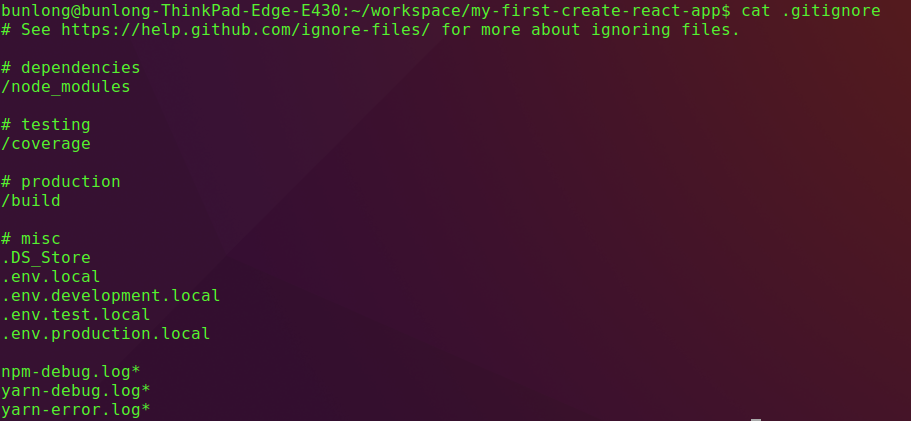 bunlong@bunlong-ThinkPad-Edge-E430:~/workspace/my-first-create-react-app$ cat .gitignore
# See https://help.github.com/ignore-files/ for more about ignoring files.

# dependencies
/node_modules

# testing
/coverage

# production
/build

# misc
.DS_Store
.env.local
.env.development.local
.env.test.local
.env.production.local

npm-debug.log*
yarn-debug.log*
yarn-error.log*